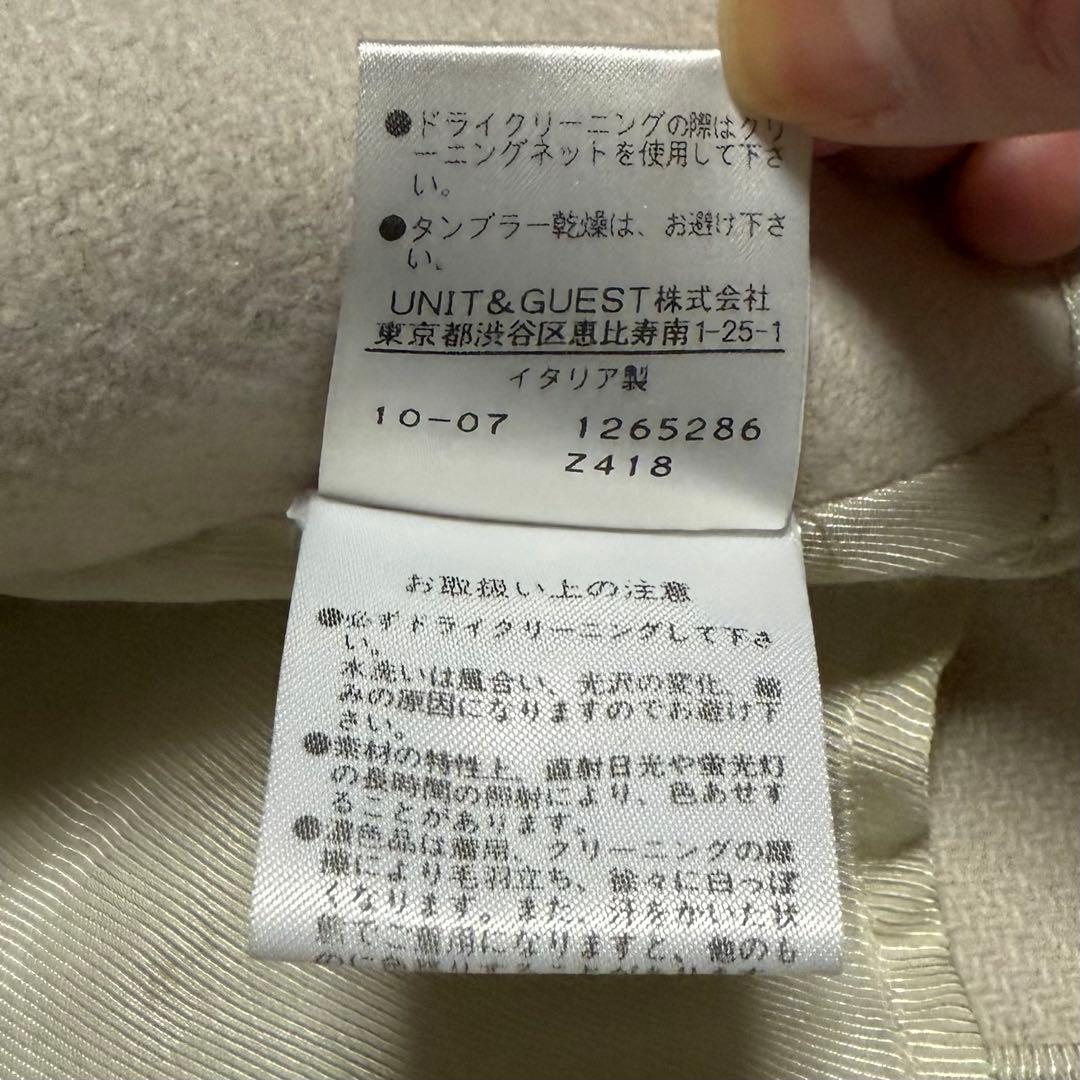 ●ドライクリーニングの際はクリ
ーニングネットを使用して下さ
い。
●タンブラー乾燥は、お避け下さ
い。
UNIT&GUEST株式会社
東京都渋谷区恵比寿南1-25-1
イタリア製
10-07 1265286
Z418
お取扱い上の注意
●必ずドライクリーニングして下さ
い。
水洗いは風合い、光沢の変化、縮
みの原因になりますのでお避け下
さい。
●素材の特性上、直射日光や蛍光灯
の長時間の照射により、色あせす
ることがあります。
●濃色品は着用、クリーニングの摩
擦により毛羽立ち、徐々に白っぽ
くなります。また、汗をかいた状
態でご着用になりますと、他のも